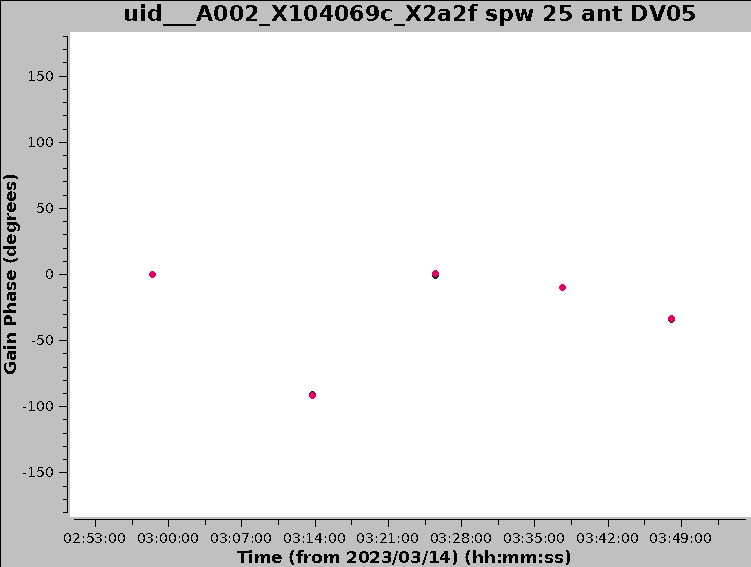 uid___A002_X104069c_X2a2f spw 25 ant DV05
150
100
50
0
-50
-100
-150
Gain Phase (degrees)
02:53:00 03:00:00 03:07:00 03:14:00 03:21:00 03:28:00 03:35:00 03:42:00 03:49:00
Time (from 2023/03/14) (hh:mm:ss)